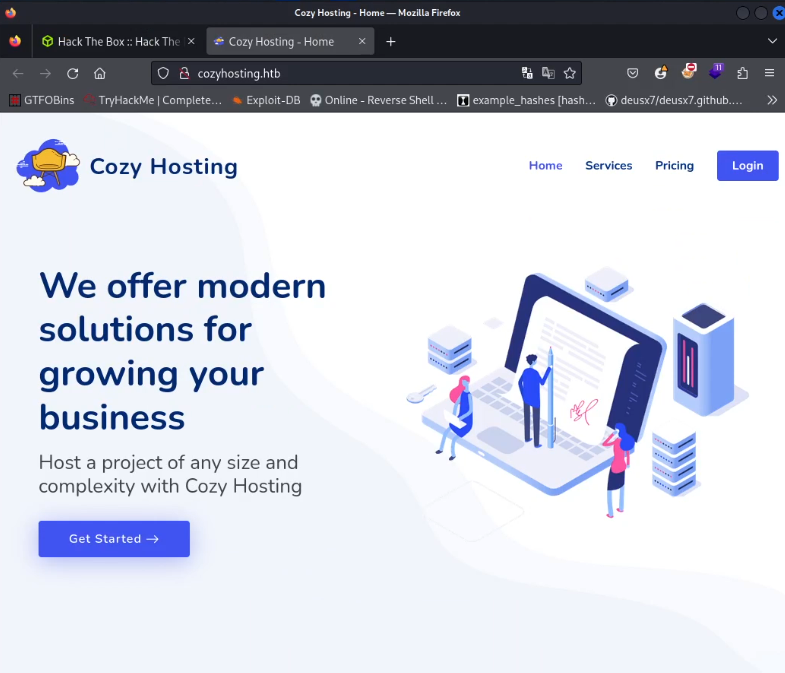 Cozy Hosting - Home — Mozilla Firefox
Hack The Box :: Hack The
Cozy Hosting - Home
cozyhosting.htb
11
GTFOBins
TryHackMe | Complete…
Exploit-DB
Online - Reverse Shell …
example_hashes [hash…
deusx7/deusx7.github.…
Cozy Hosting
Home
Services
Pricing
Login
We offer modern
solutions for
growing your
business
Host a project of any size and
complexity with Cozy Hosting
Get Started →